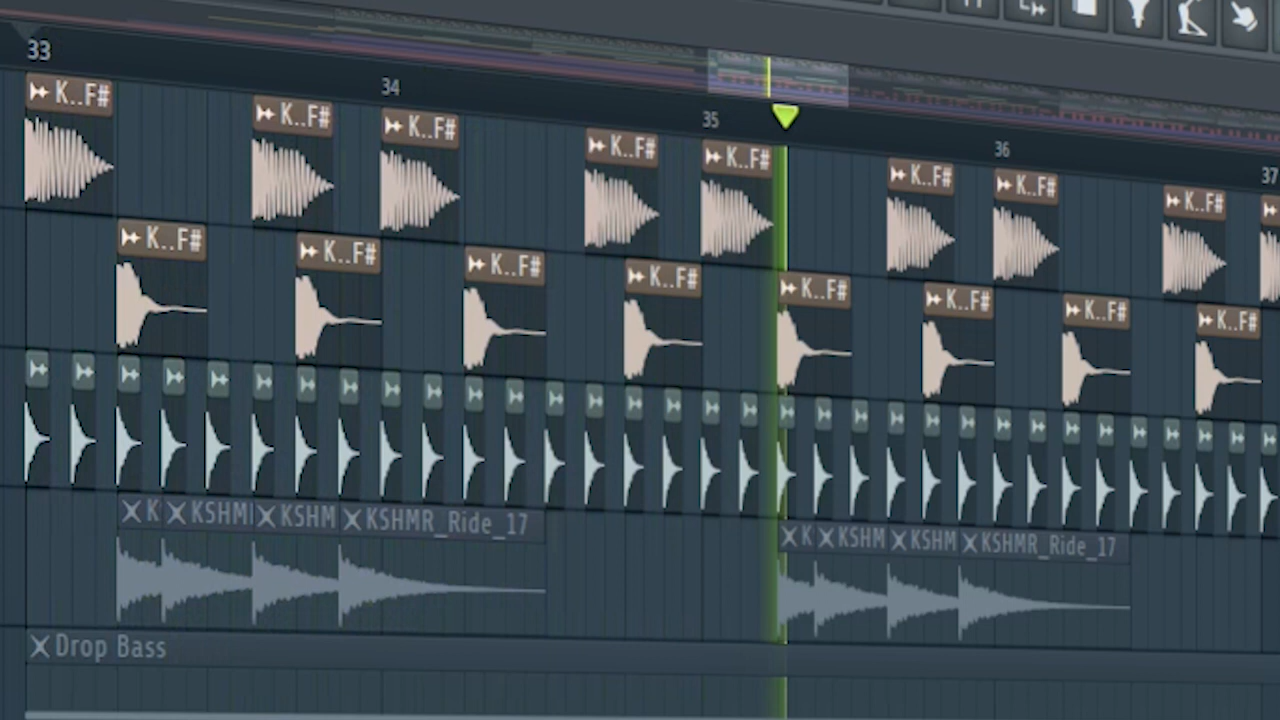 33
34
35
36
37
K..F# K..F# K..F# K..F# K..F# K..F# K..F# K..F#
K..F# K..F# K..F# K..F# K..F# K..F# K..F# K..F#
K KSHM KSHM KSHMR_Ride_17 K KSHM KSHM KSHMR_Ride_17
Drop Bass